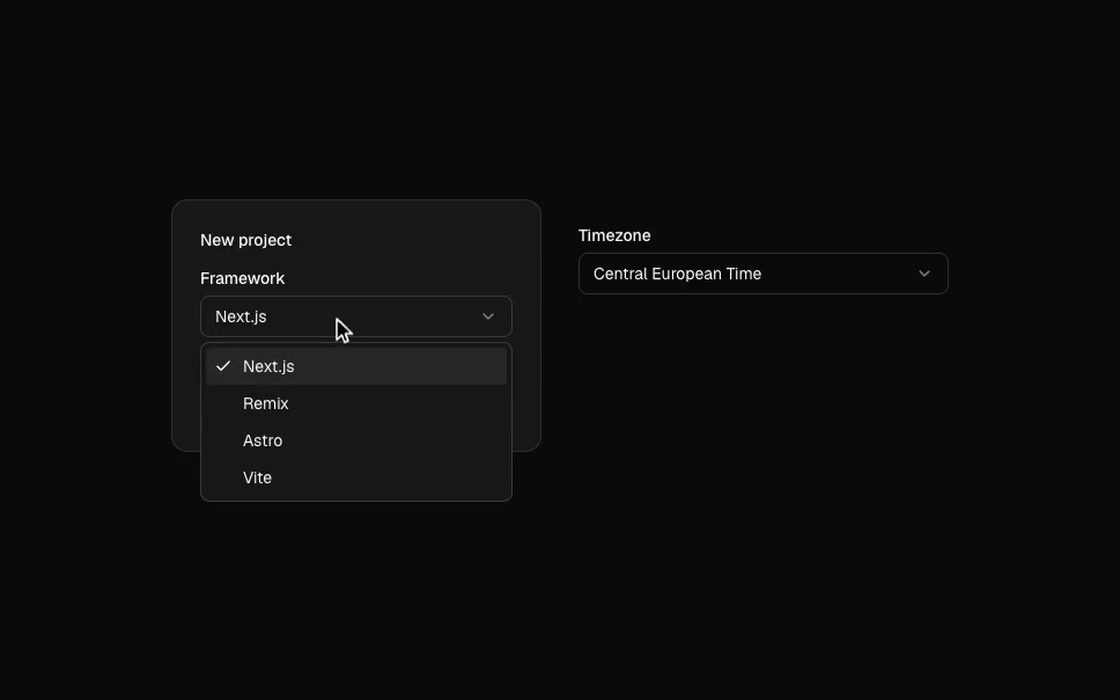 New project
Framework
Next.js
Next.js
Remix
Astro
Vite
Timezone
Central European Time